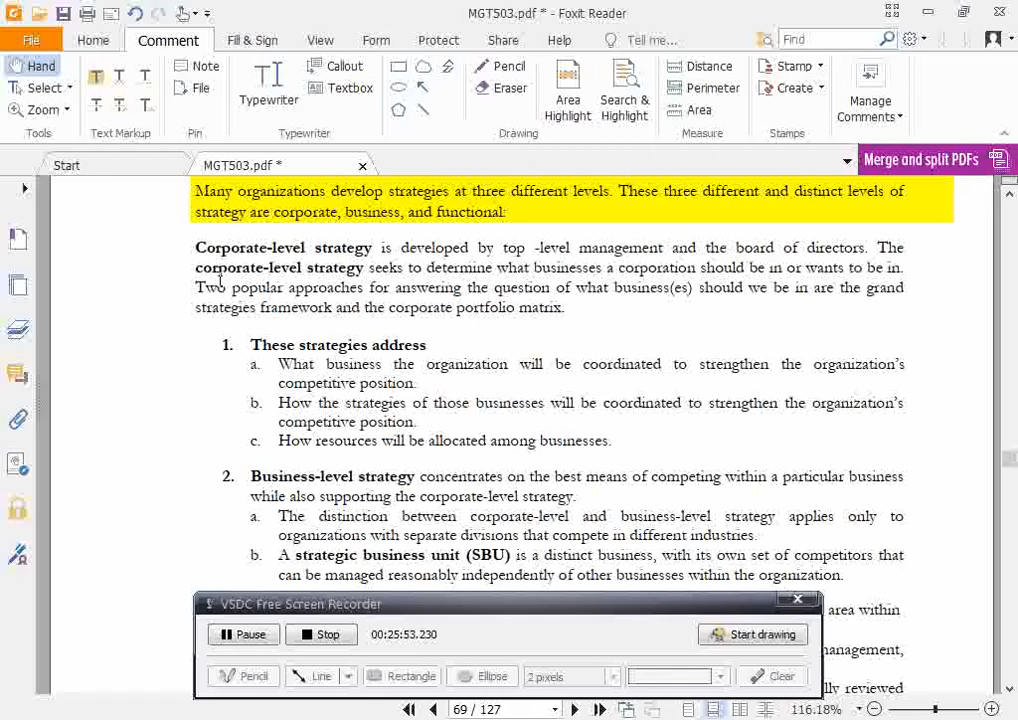 MGT503.pdf * - Foxit Reader
File Home Comment Fill & Sign View Form Protect Share Help Tell me... Find
Hand
Select
Zoom
Tools
Text Markup
Note
File
Pin
Typewriter
Callout
Textbox
Typewriter
Pencil
Eraser
Area Highlight
Search & Highlight
Drawing
Distance
Perimeter
Area
Measure
Stamp
Create
Stamps
Manage Comments
Start
MGT503.pdf *
Merge and split PDFs
Many organizations develop strategies at three different levels. These three different and distinct levels of
strategy are corporate, business, and functional:
Corporate-level strategy is developed by top -level management and the board of directors. The
corporate-level strategy seeks to determine what businesses a corporation should be in or wants to be in.
Two popular approaches for answering the question of what business(es) should we be in are the grand
strategies framework and the corporate portfolio matrix.
1. These strategies address
a. What business the organization will be coordinated to strengthen the organization's
competitive position.
b. How the strategies of those businesses will be coordinated to strengthen the organization's
competitive position.
c. How resources will be allocated among businesses.
2. Business-level strategy concentrates on the best means of competing within a particular business
while also supporting the corporate-level strategy.
a. The distinction between corporate-level and business-level strategy applies only to
organizations with separate divisions that compete in different industries.
b. A strategic business unit (SBU) is a distinct business, with its own set of competitors that
can be managed reasonably independently of other businesses within the organization.
area within
management,
lly reviewed
VSDC Free Screen Recorder
Pause Stop 00:25:53.230 Start drawing
Pencil Line Rectangle Ellipse 2 pixels Clear
69 / 127
116.18%